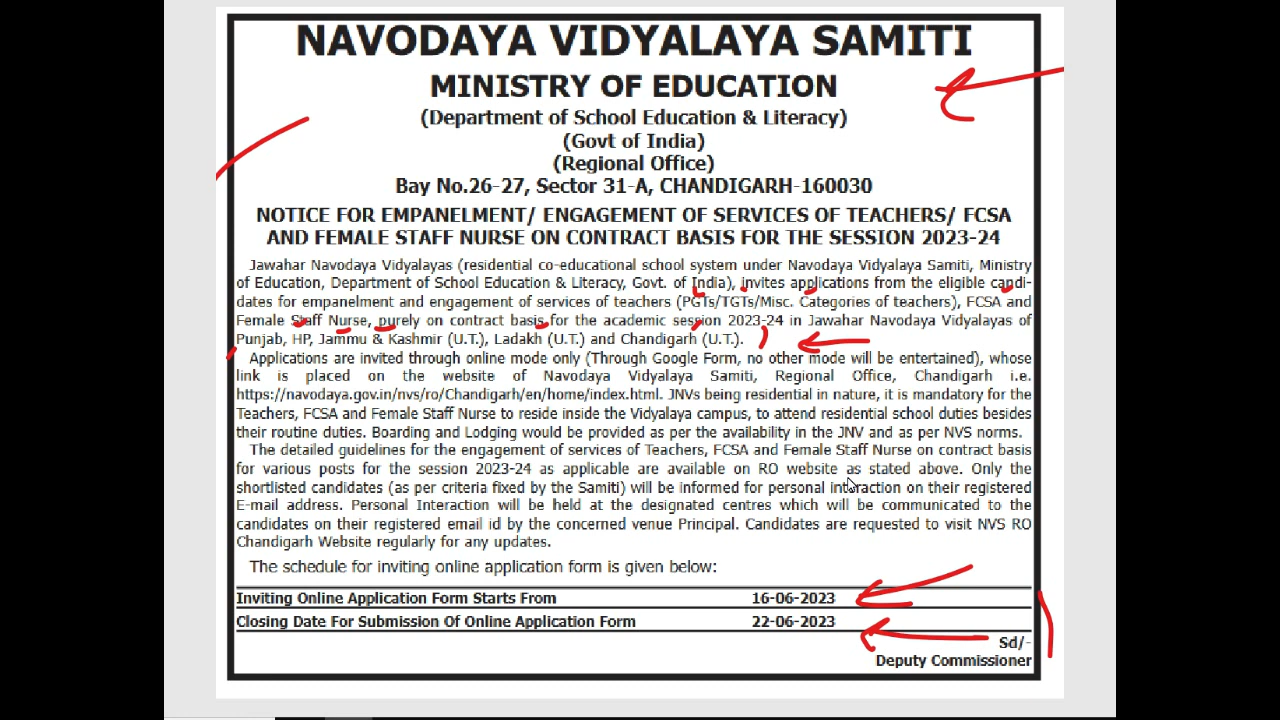 NAVODAYA VIDYALAYA SAMITI
MINISTRY OF EDUCATION
(Department of School Education & Literacy)
(Govt of India)
(Regional Office)
Bay No.26-27, Sector 31-A, CHANDIGARH-160030
NOTICE FOR EMPANELMENT/ ENGAGEMENT OF SERVICES OF TEACHERS/ FCSA
AND FEMALE STAFF NURSE ON CONTRACT BASIS FOR THE SESSION 2023-24
Jawahar Navodaya Vidyalayas (residential co-educational school system under Navodaya Vidyalaya Samiti, Ministry
of Education, Department of School Education & Literacy, Govt. of India), invites applications from the eligible candi-
dates for empanelment and engagement of services of teachers (PGTs/TGTs/Misc. Categories of teachers), FCSA and
Female Staff Nurse, purely on contract basis for the academic session 2023-24 in Jawahar Navodaya Vidyalayas of
Punjab, HP, Jammu & Kashmir (U.T.), Ladakh (U.T.) and Chandigarh (U.T.).
Applications are invited through online mode only (Through Google Form, no other mode will be entertained), whose
link is placed on the website of Navodaya Vidyalaya Samiti, Regional Office, Chandigarh i.e.
https://navodaya.gov.in/nvs/ro/Chandigarh/en/home/index.html. JNVs being residential in nature, it is mandatory for the
Teachers, FCSA and Female Staff Nurse to reside inside the Vidyalaya campus, to attend residential school duties besides
their routine duties. Boarding and Lodging would be provided as per the availability in the JNV and as per NVS norms.
The detailed guidelines for the engagement of services of Teachers, FCSA and Female Staff Nurse on contract basis
for various posts for the session 2023-24 as applicable are available on RO website as stated above. Only the
shortlisted candidates (as per criteria fixed by the Samiti) will be informed for personal interaction on their registered
E-mail address. Personal Interaction will be held at the designated centres which will be communicated to the
candidates on their registered email id by the concerned venue Principal. Candidates are requested to visit NVS RO
Chandigarh Website regularly for any updates.
The schedule for inviting online application form is given below:
Inviting Online Application Form Starts From 16-06-2023
Closing Date For Submission Of Online Application Form 22-06-2023
Sd/-
Deputy Commissioner